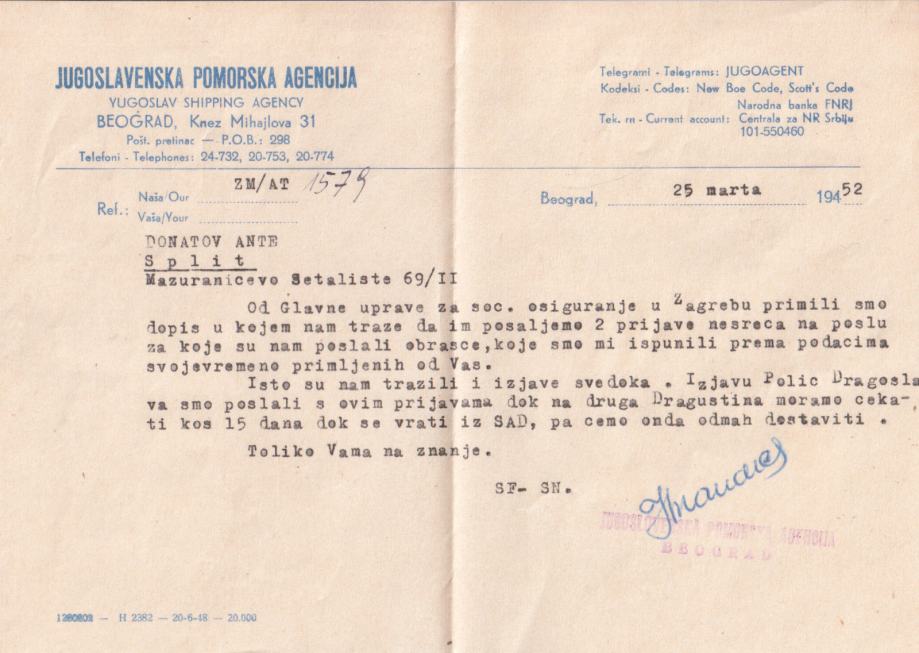 JUGOSLAVENSKA POMORSKA AGENCIJA
YUGOSLAV SHIPPING AGENCY
BEOGRAD, Knez Mihajlova 31
Pošt. pretinac — P.O.B.: 298
Telefoni - Telephones: 24-732, 20-753, 20-774
Telegrami - Telegrams: JUGOAGENT
Kodeksi - Codes: New Boe Code, Scott's Code
Narodna banka FNRJ
Tek. rn - Current account: Centrala za NR Srbiju
101-550460
Ref.: Naša/Our ZM/AT 1579
Vaša/Your
Beograd, 25 marta 1952
DONATOV ANTE
Split
Mazuranicevo Setaliste 69/II
Od Glavne uprave za soc. osiguranje u Zagrebu primili smo
dopis u kojem nam traze da im posaljemo 2 prijave nesreca na poslu
za koje su nam poslali obrasce,koje smo mi ispunili prema podacima
svojevremeno primljenih od Vas.
Isto su nam trazili i izjave svedoka . Izjavu Polic Dragosla
va smo poslali s ovim prijavama dok na druga Dragustina moramo ceka-,
ti kos 15 dana dok se vrati iz SAD, pa cemo onda odmah destaviti .
Toliko Vama na znanje.
SF- SN.
JUGOSLOVENSKA POMORSKA AGENCIJA
BEOGRAD
H 2382 — 20-6-48 — 20.000